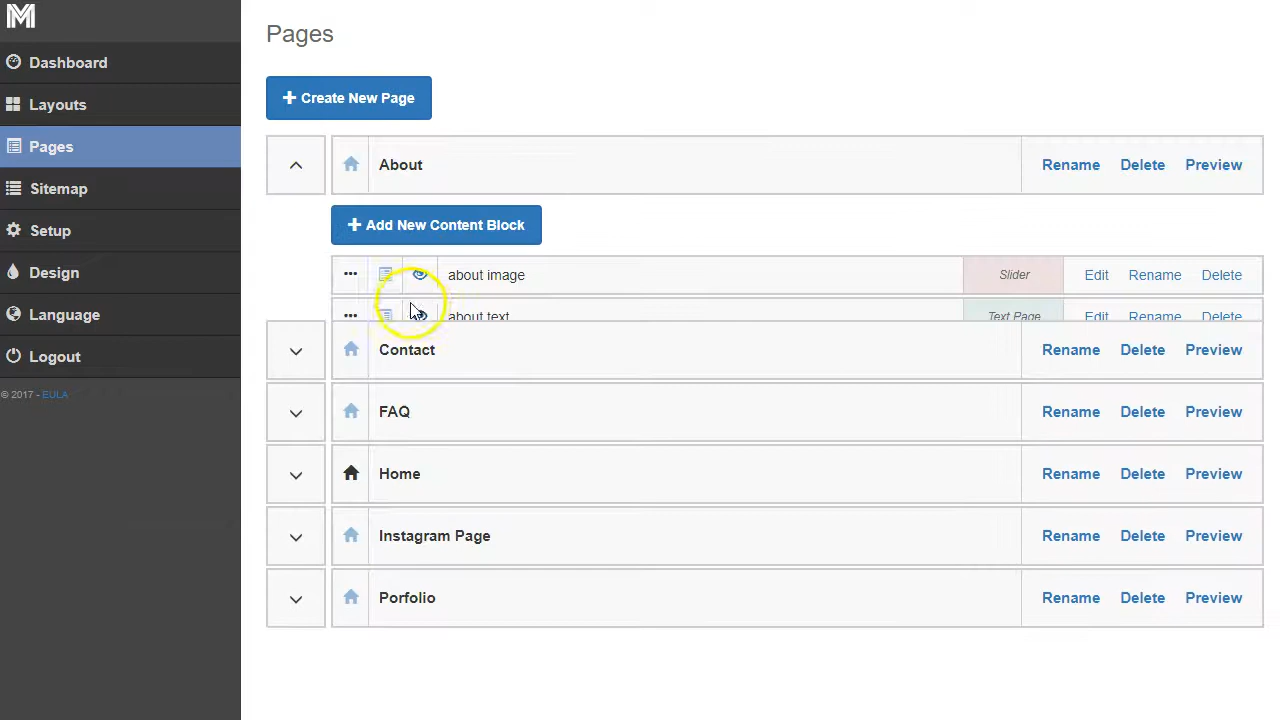 M
Dashboard
Layouts
Pages
Sitemap
Setup
Design
Language
Logout
© 2017 - EULA
Pages
Create New Page
About Rename Delete Preview
Add New Content Block
about image Slider Edit Rename Delete
about text Text Page Edit Rename Delete
Contact Rename Delete Preview
FAQ Rename Delete Preview
Home Rename Delete Preview
Instagram Page Rename Delete Preview
Porfolio Rename Delete Preview